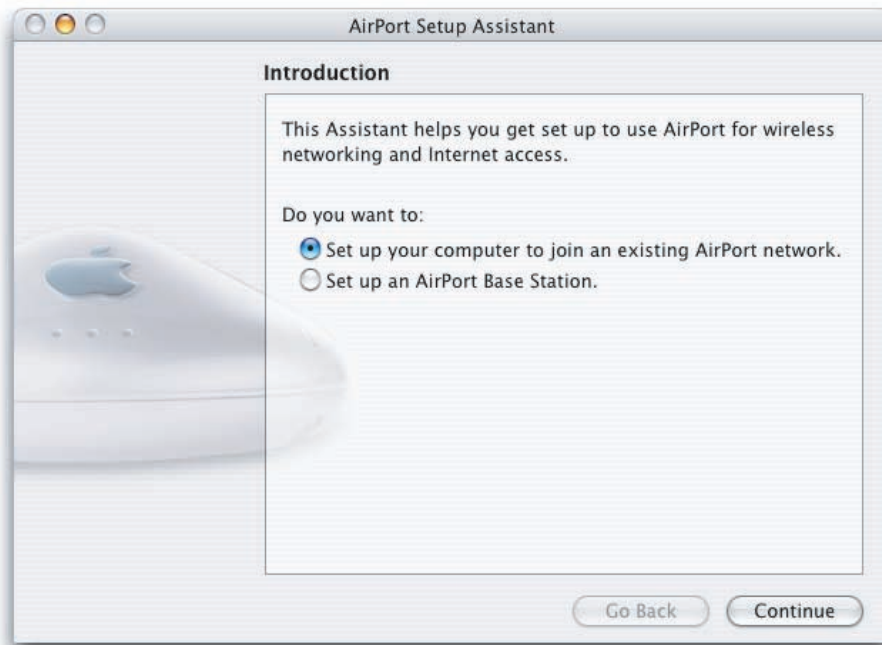 AirPort Setup Assistant
Introduction
This Assistant helps you get set up to use AirPort for wireless
networking and Internet access.
Do you want to:
Set up your computer to join an existing AirPort network.
Set up an AirPort Base Station.
Go Back
Continue